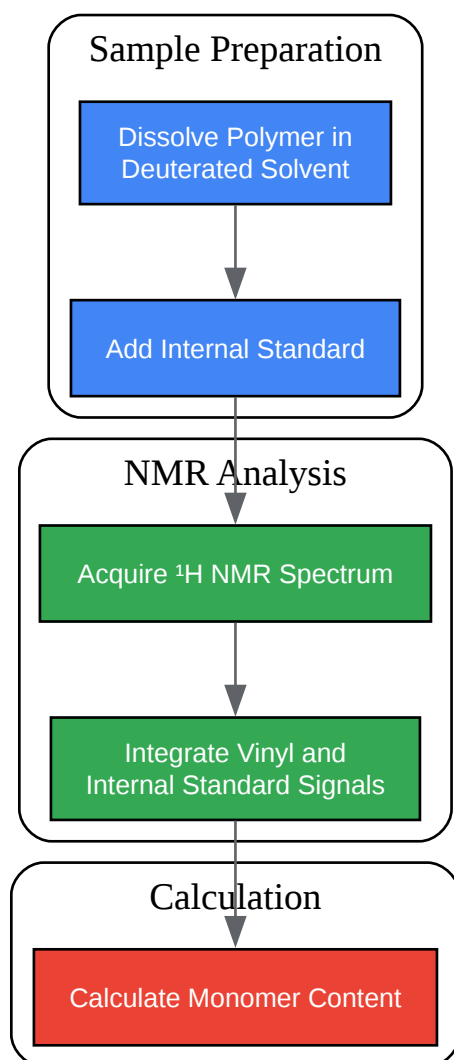 Sample Preparation
Dissolve Polymer in
Deuterated Solvent
Add Internal Standard
NMR Analysis
Acquire ¹H NMR Spectrum
Integrate Vinyl and
Internal Standard Signals
Calculation
Calculate Monomer Content